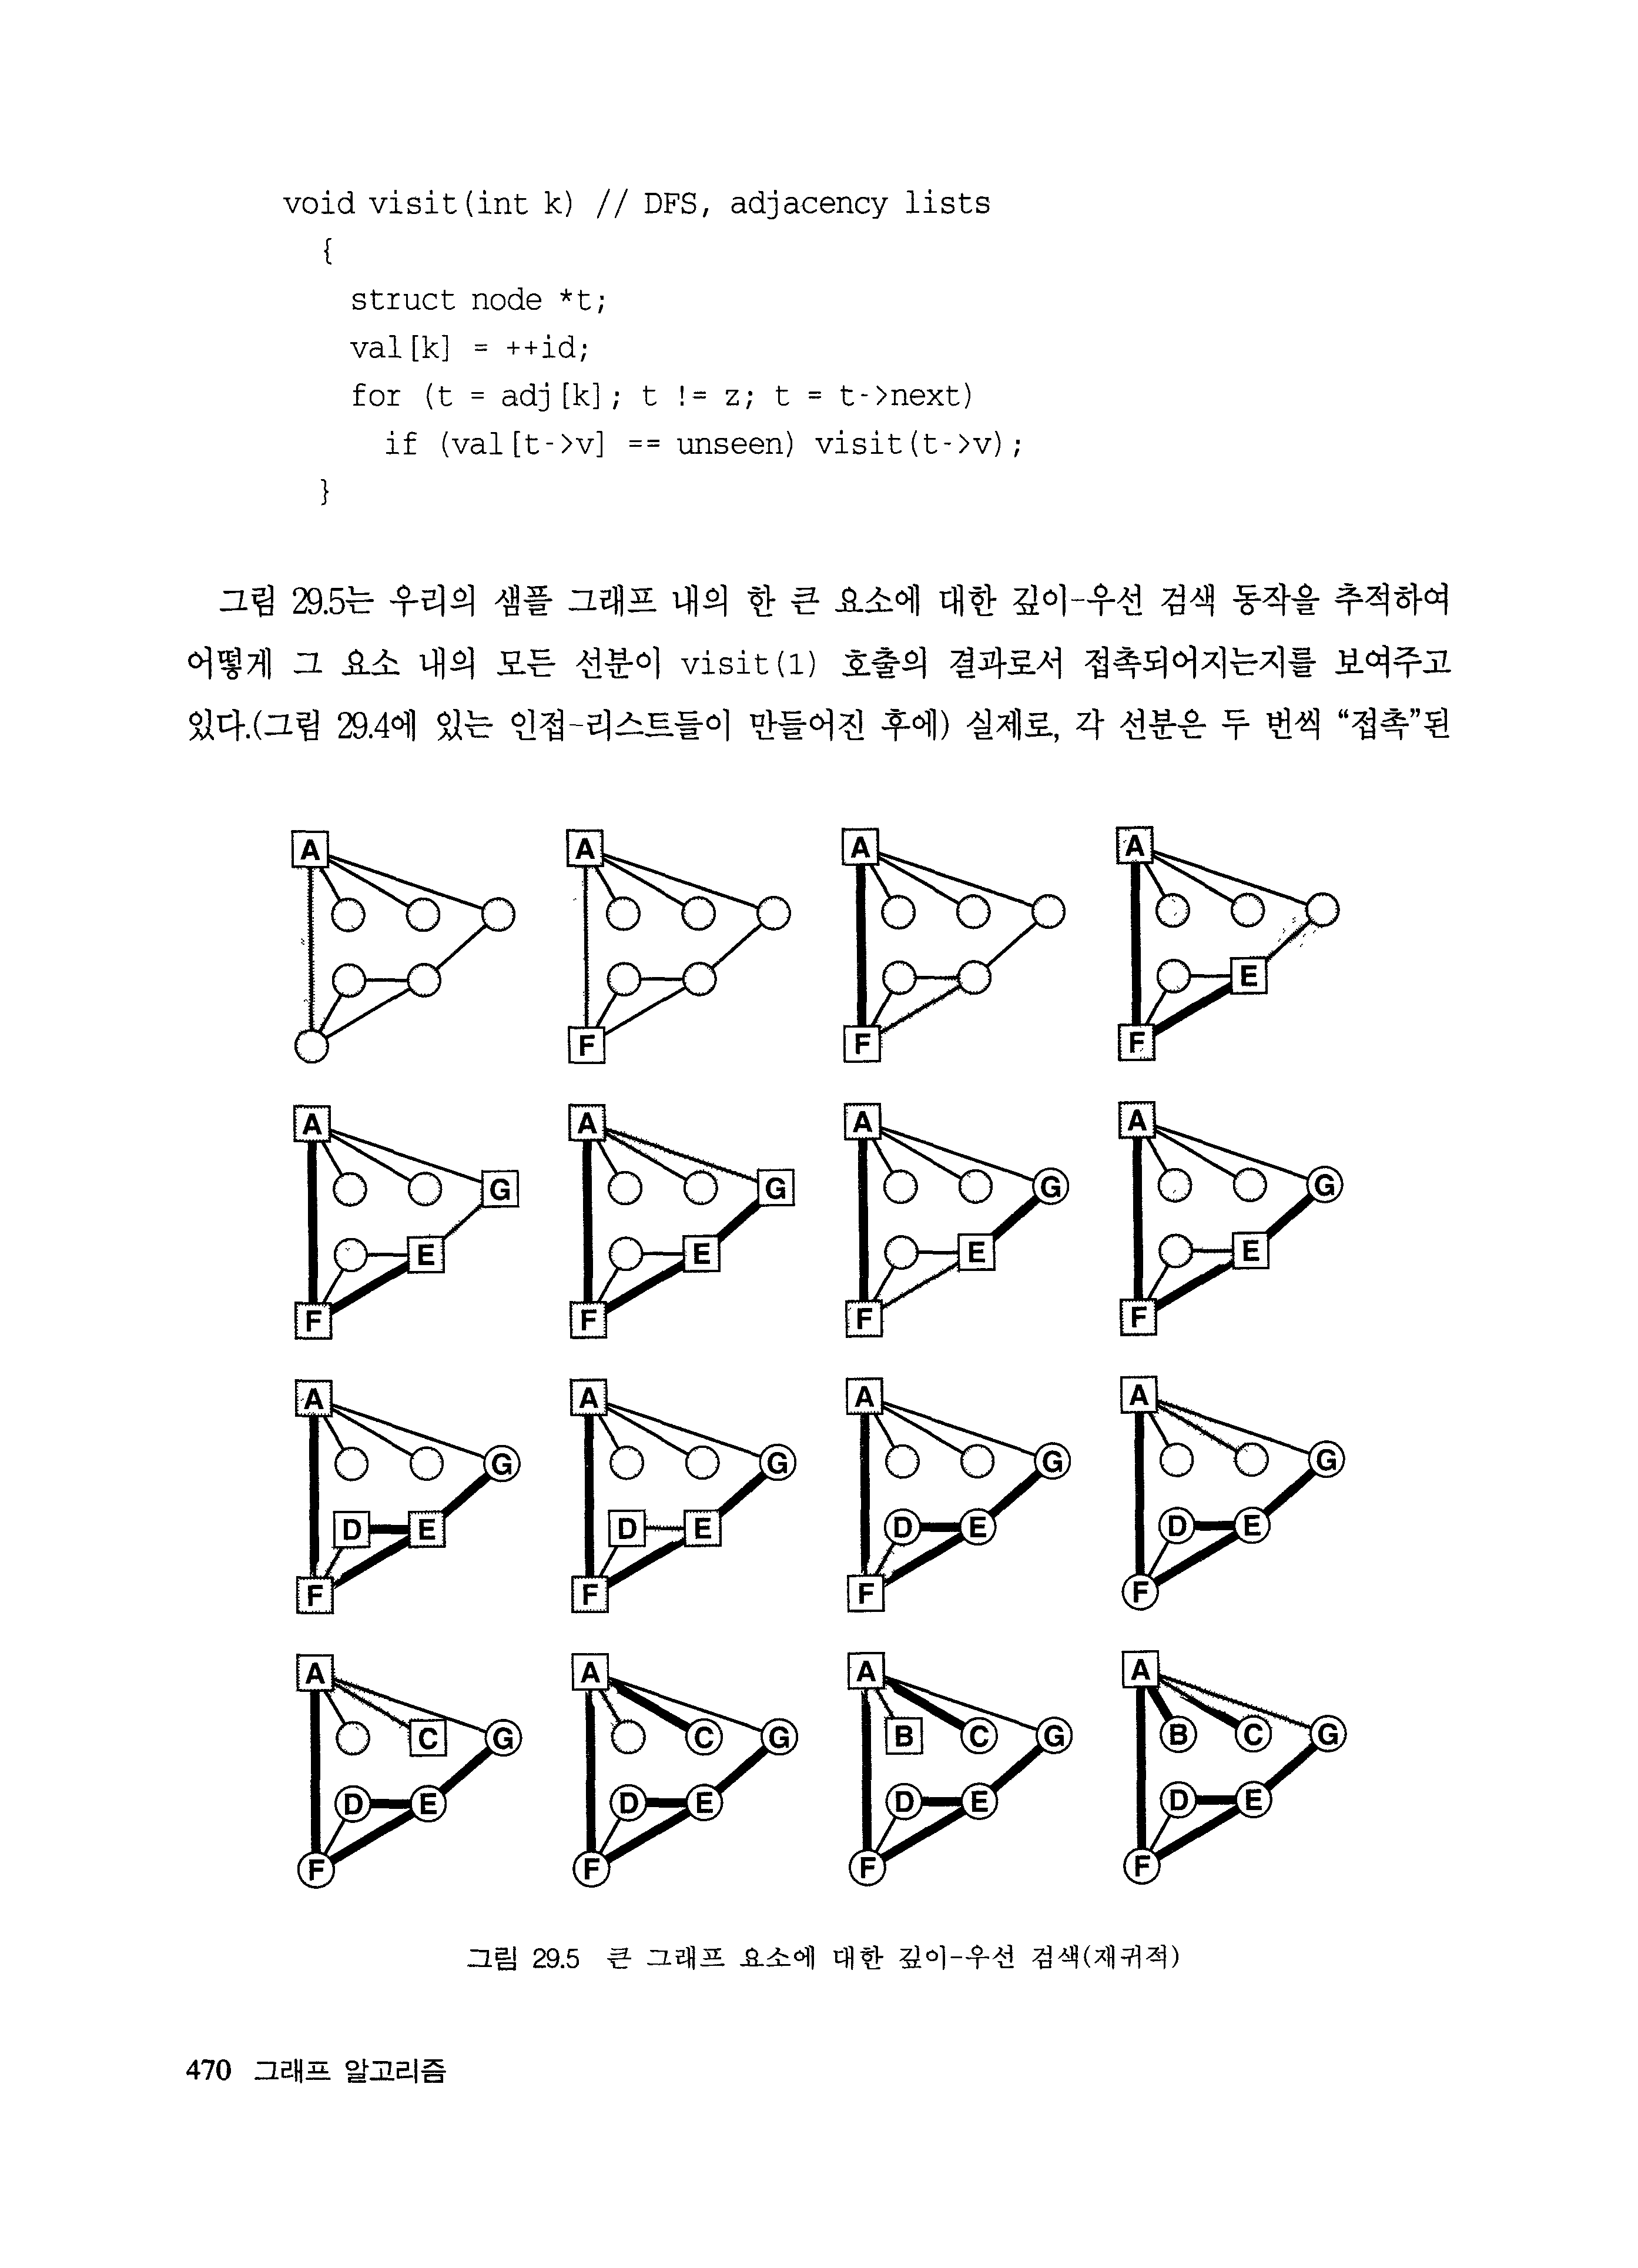 void visit(int k) // DFS, adjacency lists
{
struct node *t;
val[k] = ++id;
for (t = adj[k]; t != z; t = t->next)
if (val[t->v] == unseen) visit(t->v);
}
그림 29.5는 우리의 샘플 그래프 내의 한 큰 요소에 대한 깊이-우선 검색 동작을 추적하여
어떻게 그 요소 내의 모든 선분이 visit(1) 호출의 결과로서 접촉되어지는지를 보여주고
있다.(그림 29.4에 있는 인접-리스트들이 만들어진 후에) 실제로, 각 선분은 두 번씩 “접촉”된
A A A A
E
F F F
A A A A
G G G G
E E E E
F F F F
A A A A
G G G G
D E D E D E D E
F F F F
A A A A
C G C G B C G B C G
D E D E D E D E
F F F F
그림 29.5 큰 그래프 요소에 대한 깊이-우선 검색(재귀적)
470 그래프 알고리즘